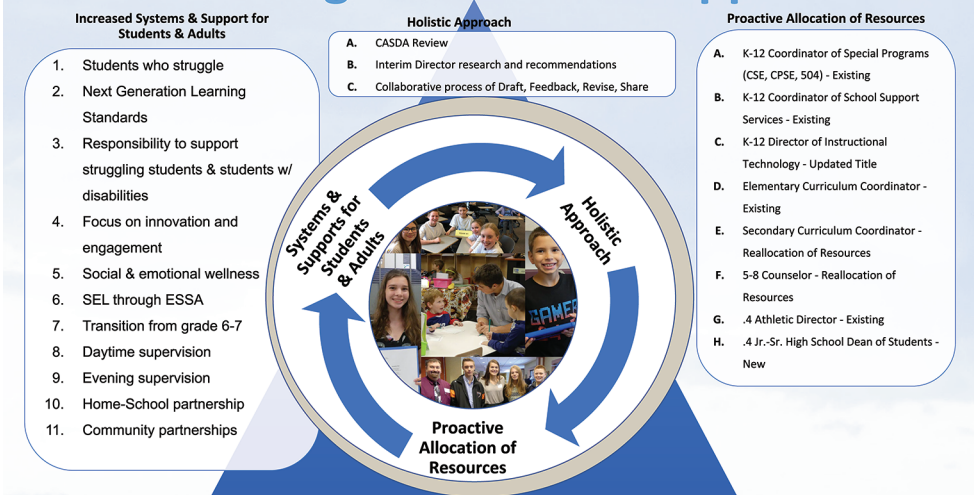 Increased Systems & Support for
Students & Adults
1. Students who struggle
2. Next Generation Learning
Standards
3. Responsibility to support
struggling students & students w/
disabilities
4. Focus on innovation and
engagement
5. Social & emotional wellness
6. SEL through ESSA
7. Transition from grade 6-7
8. Daytime supervision
9. Evening supervision
10. Home-School partnership
11. Community partnerships
Holistic Approach
A. CASDA Review
B. Interim Director research and recommendations
C. Collaborative process of Draft, Feedback, Revise, Share
Systems &
Supports for
Students
& Adults
Holistic
Approach
GAMER
Proactive
Allocation of
Resources
Proactive Allocation of Resources
A. K-12 Coordinator of Special Programs
(CSE, CPSE, 504) - Existing
B. K-12 Coordinator of School Support
Services - Existing
C. K-12 Director of Instructional
Technology - Updated Title
D. Elementary Curriculum Coordinator -
Existing
E. Secondary Curriculum Coordinator -
Reallocation of Resources
F. 5-8 Counselor - Reallocation of
Resources
G. .4 Athletic Director - Existing
H. .4 Jr.-Sr. High School Dean of Students -
New